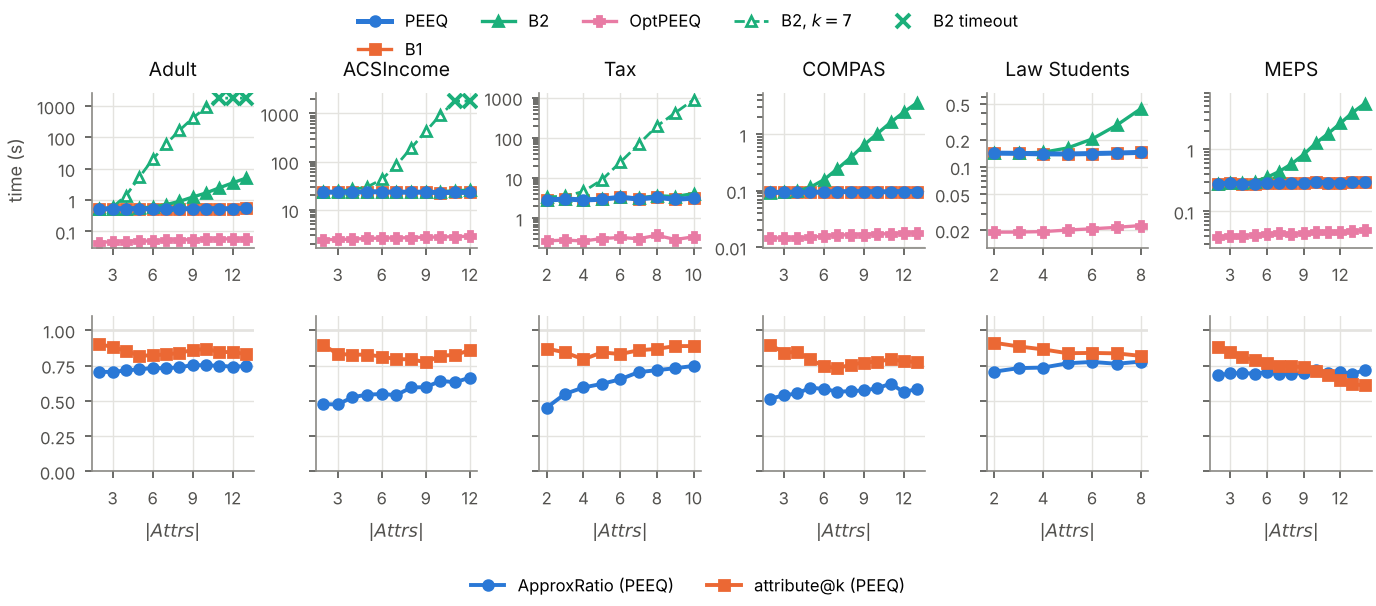 PEEQ B2 OptPEEQ B2, k = 7 B2 timeout
B1
Adult ACSIncome Tax COMPAS Law Students MEPS
time (s)
1000 100 10 1 0.1
1000 100 10
1000 100 10 1
1 0.1 0.01
0.5 0.2 0.1 0.05 0.02
1 0.1
3 6 9 12
3 6 9 12
2 4 6 8 10
3 6 9 12
2 4 6 8
3 6 9 12
1.00
0.75
0.50
0.25
0.00
3 6 9 12
3 6 9 12
2 4 6 8 10
3 6 9 12
2 4 6 8
3 6 9 12
|Attrs| |Attrs| |Attrs| |Attrs| |Attrs| |Attrs|
ApproxRatio (PEEQ) attribute@k (PEEQ)